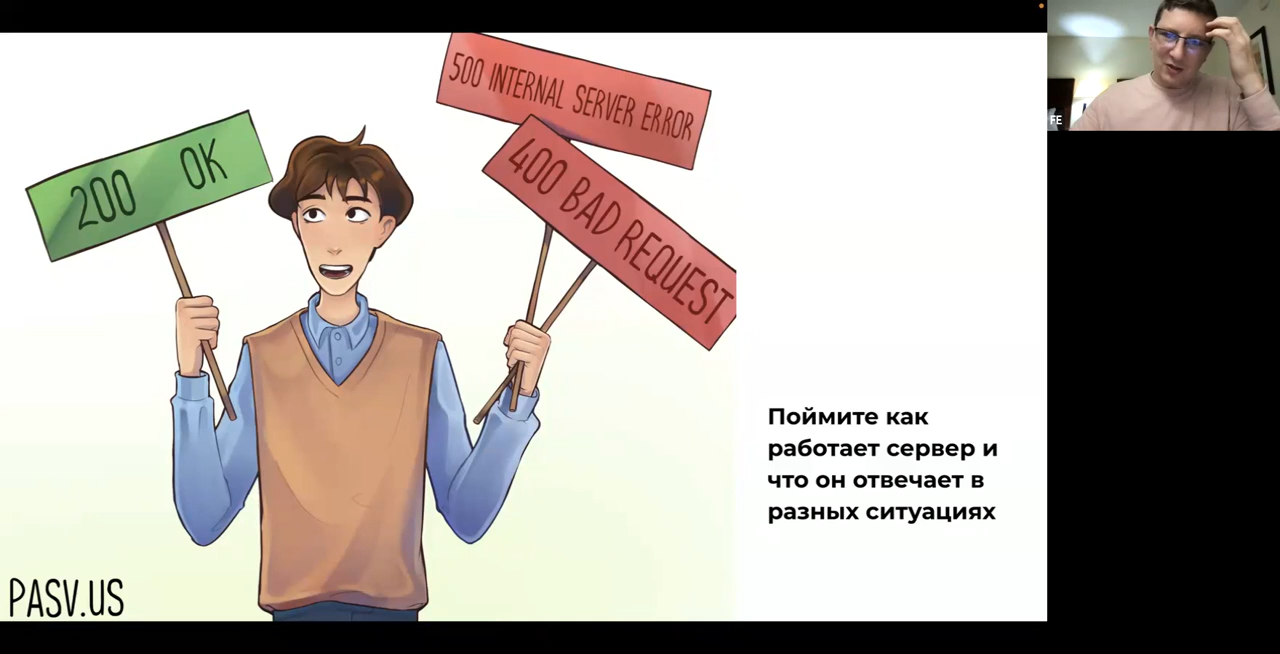 500 INTERNAL SERVER ERROR
200 OK
400 BAD REQUEST
Поймите как
работает сервер и
что он отвечает в
разных ситуациях
PASV.US
FE